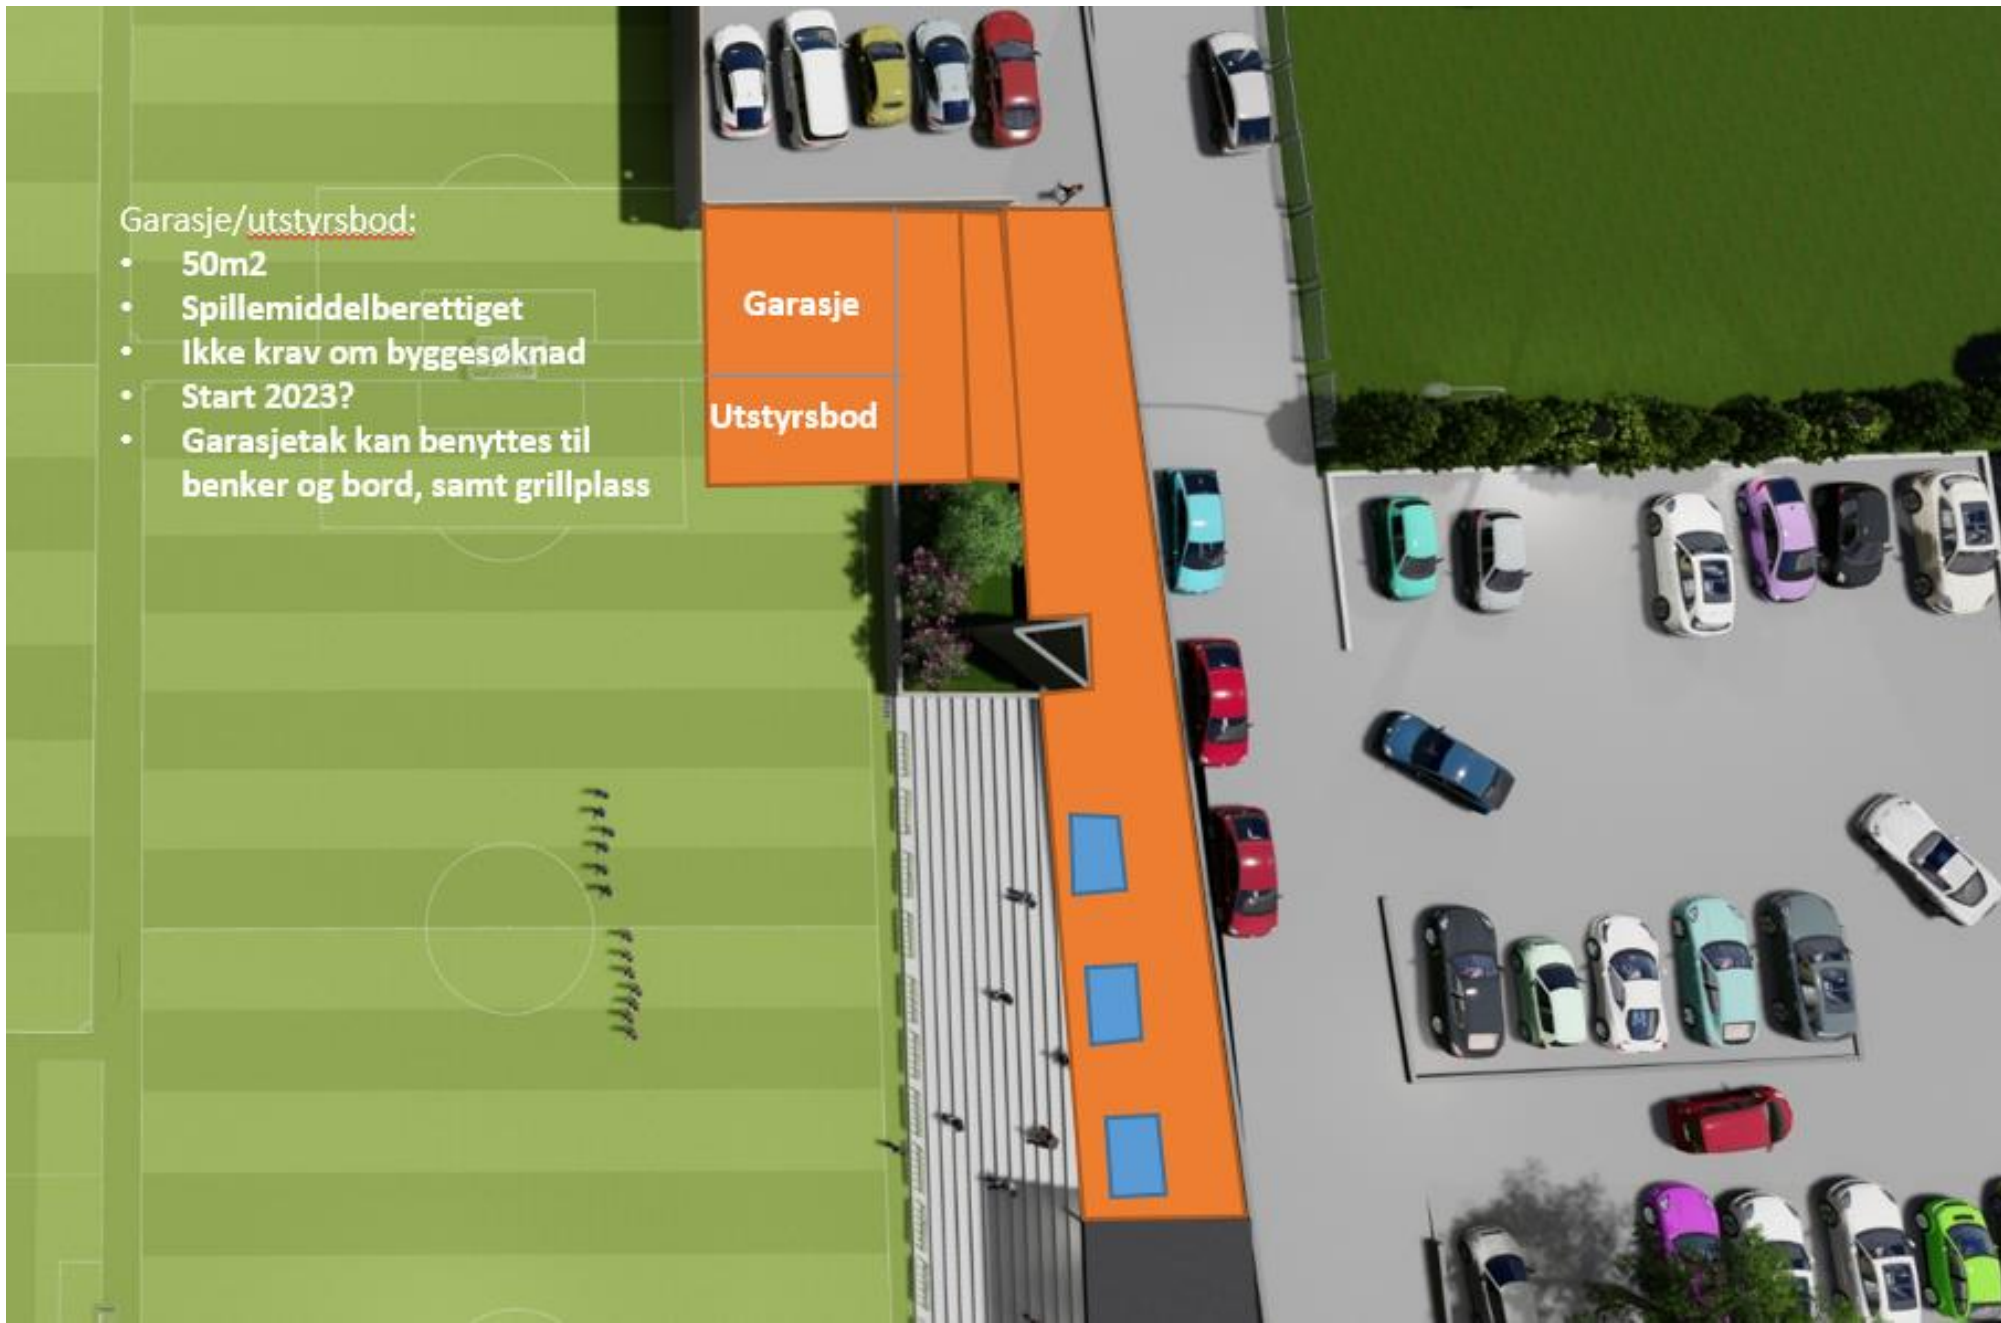 Garasje/utstyrsbod:
• 50m2
• Spillemiddelberettiget
• Ikke krav om byggesøknad
• Start 2023?
• Garasjetak kan benyttes til
benker og bord, samt grillplass
Garasje
Utstyrsbod